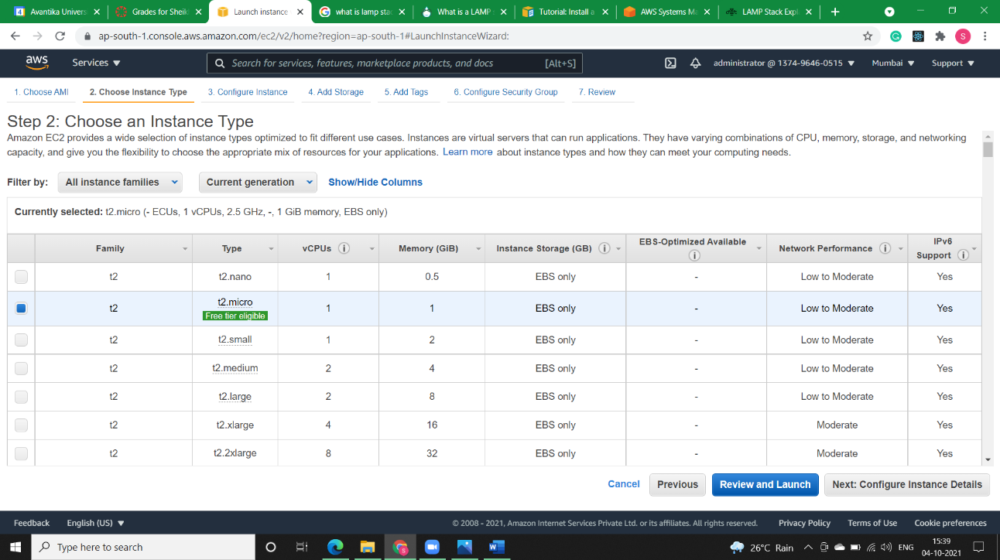 Avantika Univers
Grades for Sheik
Launch instance
what is lamp sta
What is a LAMP
Tutorial: Install a
AWS Systems Ma
LAMP Stack Expl
ap-south-1.console.aws.amazon.com/ec2/v2/home?region=ap-south-1#LaunchInstanceWizard:
S
aws Services Search for services, features, marketplace products, and docs [Alt+S] administrator @ 1374-9646-0515 Mumbai Support
1. Choose AMI 2. Choose Instance Type 3. Configure Instance 4. Add Storage 5. Add Tags 6. Configure Security Group 7. Review
Step 2: Choose an Instance Type
Amazon EC2 provides a wide selection of instance types optimized to fit different use cases. Instances are virtual servers that can run applications. They have varying combinations of CPU, memory, storage, and networking
capacity, and give you the flexibility to choose the appropriate mix of resources for your applications. Learn more about instance types and how they can meet your computing needs.
Filter by: All instance families Current generation Show/Hide Columns
Currently selected: t2.micro (- ECUs, 1 vCPUs, 2.5 GHz, -, 1 GiB memory, EBS only)
Family Type vCPUs Memory (GiB) Instance Storage (GB) EBS-Optimized Available Network Performance IPv6 Support
t2 t2.nano 1 0.5 EBS only - Low to Moderate Yes
t2 t2.micro 1 1 EBS only - Low to Moderate Yes
Free tier eligible
t2 t2.small 1 2 EBS only - Low to Moderate Yes
t2 t2.medium 2 4 EBS only - Low to Moderate Yes
t2 t2.large 2 8 EBS only - Low to Moderate Yes
t2 t2.xlarge 4 16 EBS only - Moderate Yes
t2 t2.2xlarge 8 32 EBS only - Moderate Yes
Cancel Previous Review and Launch Next: Configure Instance Details
Feedback English (US) © 2008 - 2021, Amazon Internet Services Private Ltd. or its affiliates. All rights reserved. Privacy Policy Terms of Use Cookie preferences
Type here to search 26°C Rain ENG 15:39
04-10-2021